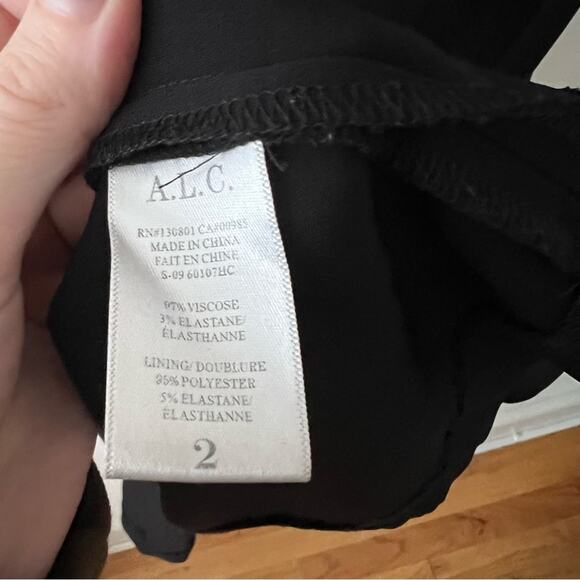 A.L.C.
RN#130801 CA#00985
MADE IN CHINA
FAIT EN CHINE
S-09 60107HC
97% VISCOSE
3% ELASTANE/
ÉLASTHANNE
LINING/DOUBLURE
95% POLYESTER
5% ELASTANE/
ÉLASTHANNE
2